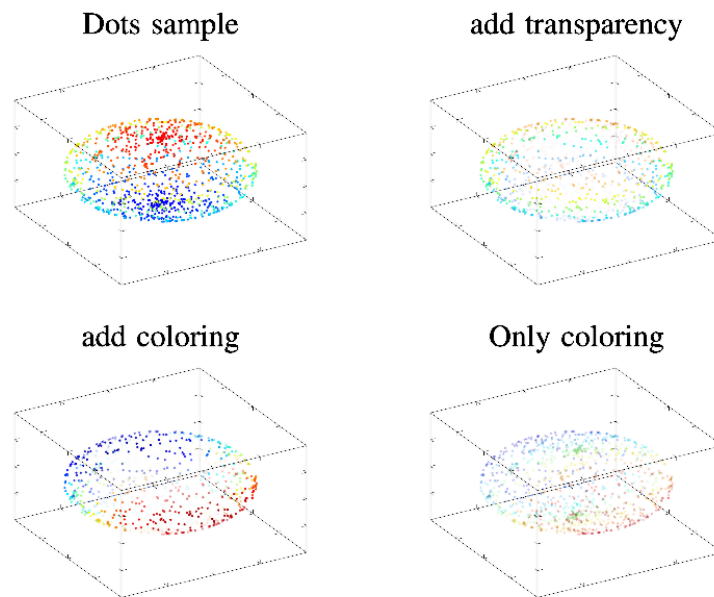 Dots sample
add transparency
add coloring
Only coloring